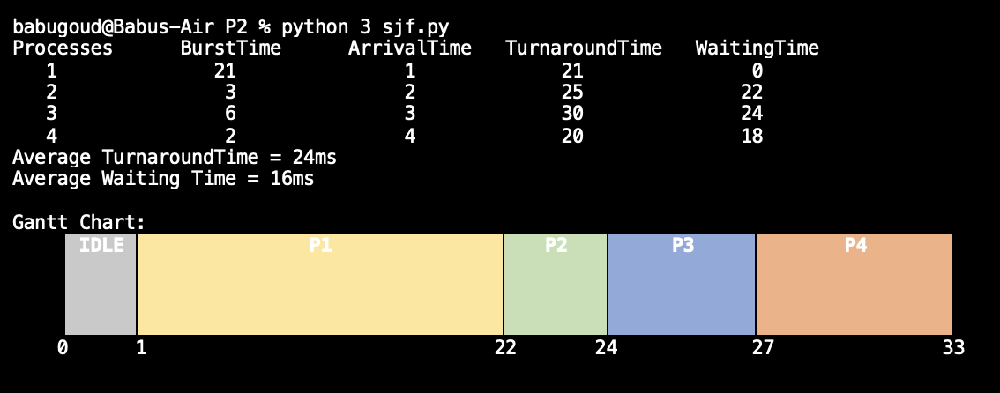 babugoud@Babus-Air P2 % python 3 sjf.py
Processes BurstTime ArrivalTime TurnaroundTime WaitingTime
1 21 1 21 0
2 3 2 25 22
3 6 3 30 24
4 2 4 20 18
Average TurnaroundTime = 24ms
Average Waiting Time = 16ms
Gantt Chart:
IDLE P1 P2 P3 P4
0 1 22 24 27 33